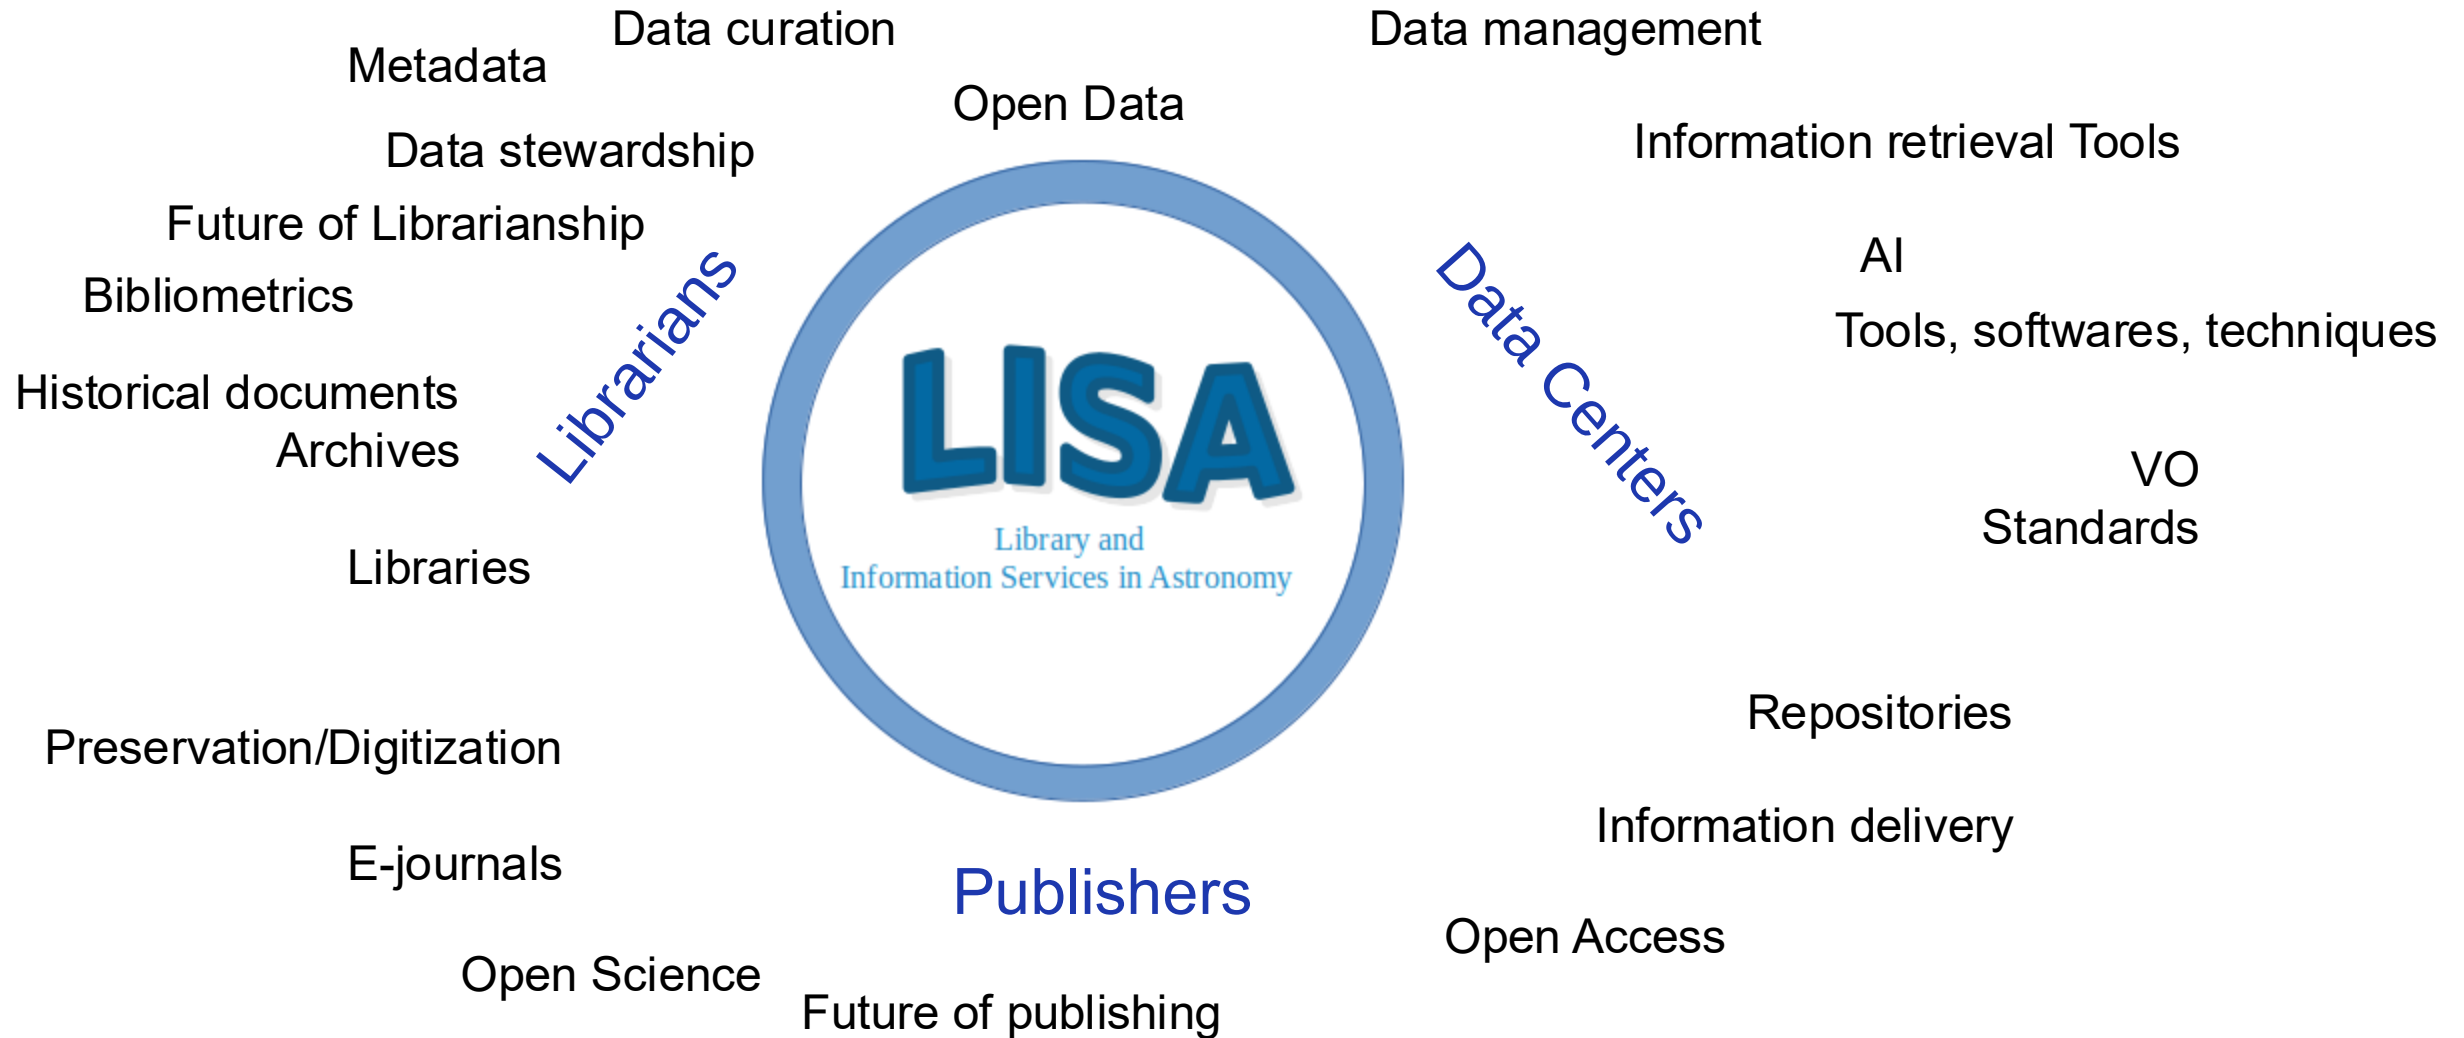 Data curation
Data management
Metadata
Open Data
Information retrieval Tools
Data stewardship
Future of Librarianship
AI
Bibliometrics
Librarians
Data Centers
Tools, softwares, techniques
Historical documents
Archives
LISA
Library and
Information Services in Astronomy
VO
Standards
Libraries
Repositories
Preservation/Digitization
Information delivery
E-journals
Publishers
Open Access
Open Science
Future of publishing